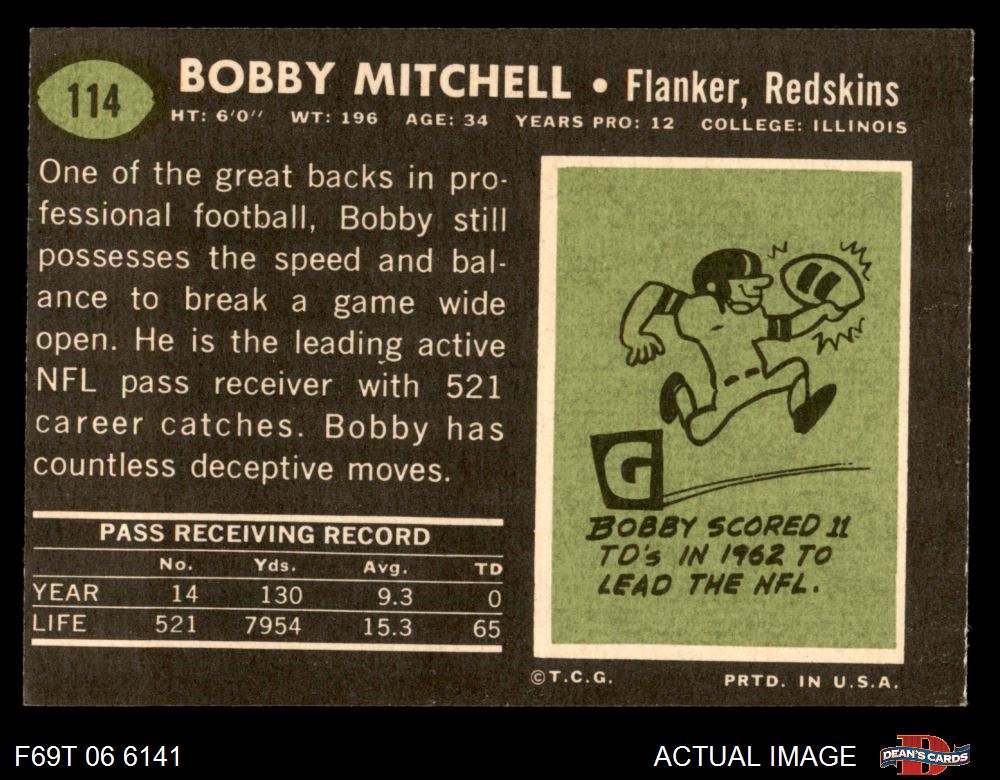 114
BOBBY MITCHELL • Flanker, Redskins
HT: 6'0" WT: 196 AGE: 34 YEARS PRO: 12 COLLEGE: ILLINOIS
One of the great backs in pro-
fessional football, Bobby still
possesses the speed and bal-
ance to break a game wide
open. He is the leading active
NFL pass receiver with 521
career catches. Bobby has
countless deceptive moves.
PASS RECEIVING RECORD
No. Yds. Avg. TD
YEAR 14 130 9.3 0
LIFE 521 7954 15.3 65
G
BOBBY SCORED 11
TD's IN 1962 TO
LEAD THE NFL.
©T.C.G. PRTD. IN U.S.A.
F69T 06 6141 ACTUAL IMAGE D DEAN'S CARDS